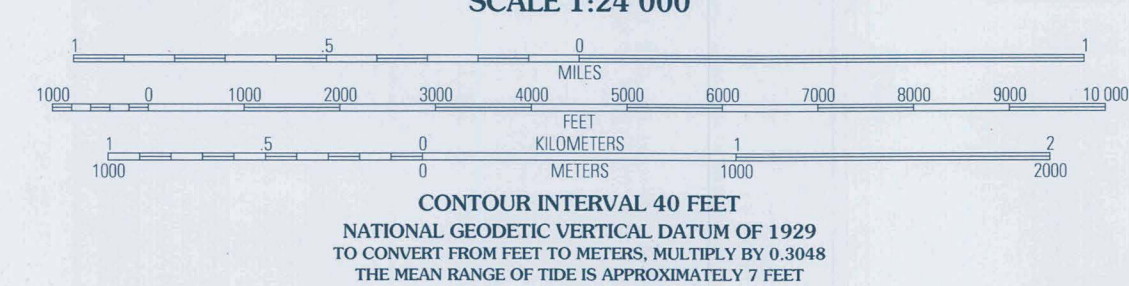 SCALE 1:24 000
1 .5 0 1
MILES
1000 0 1000 2000 3000 4000 5000 6000 7000 8000 9000 10 000
FEET
1 .5 0 KILOMETERS 1 2
1000 0 METERS 1000 2000
CONTOUR INTERVAL 40 FEET
NATIONAL GEODETIC VERTICAL DATUM OF 1929
TO CONVERT FROM FEET TO METERS, MULTIPLY BY 0.3048
THE MEAN RANGE OF TIDE IS APPROXIMATELY 7 FEET